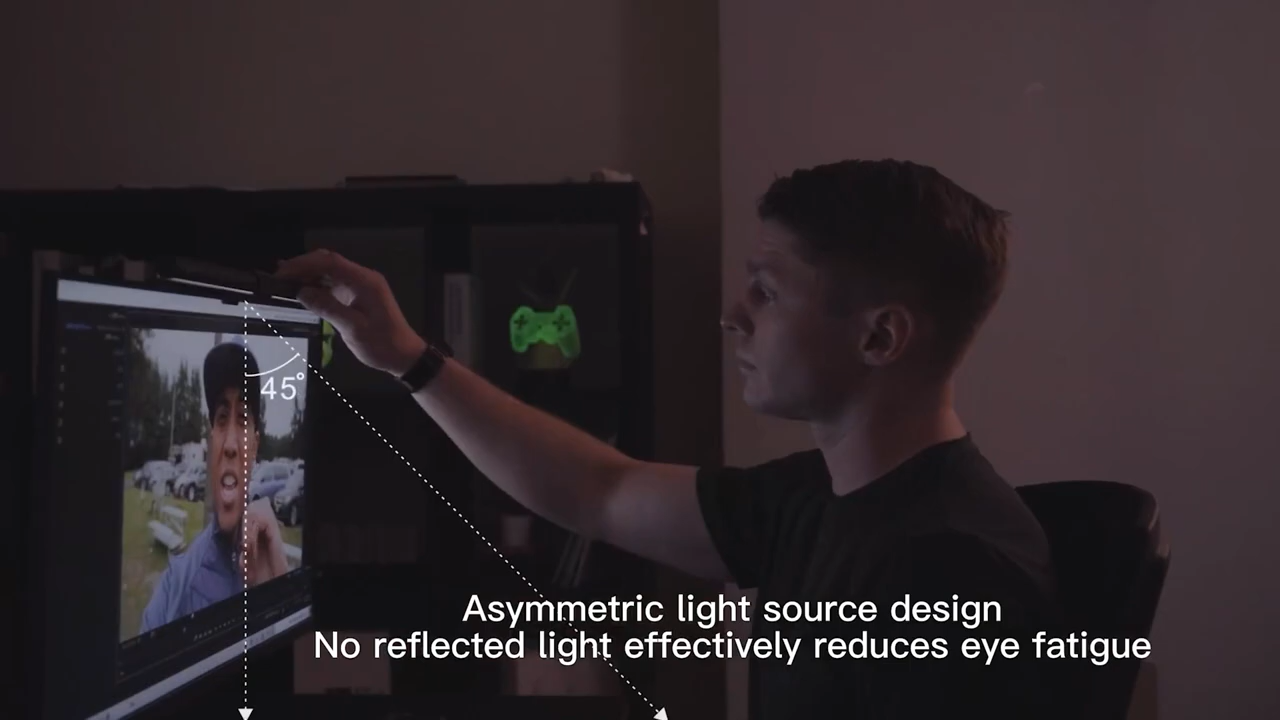 45°
Asymmetric light source design
No reflected light effectively reduces eye fatigue